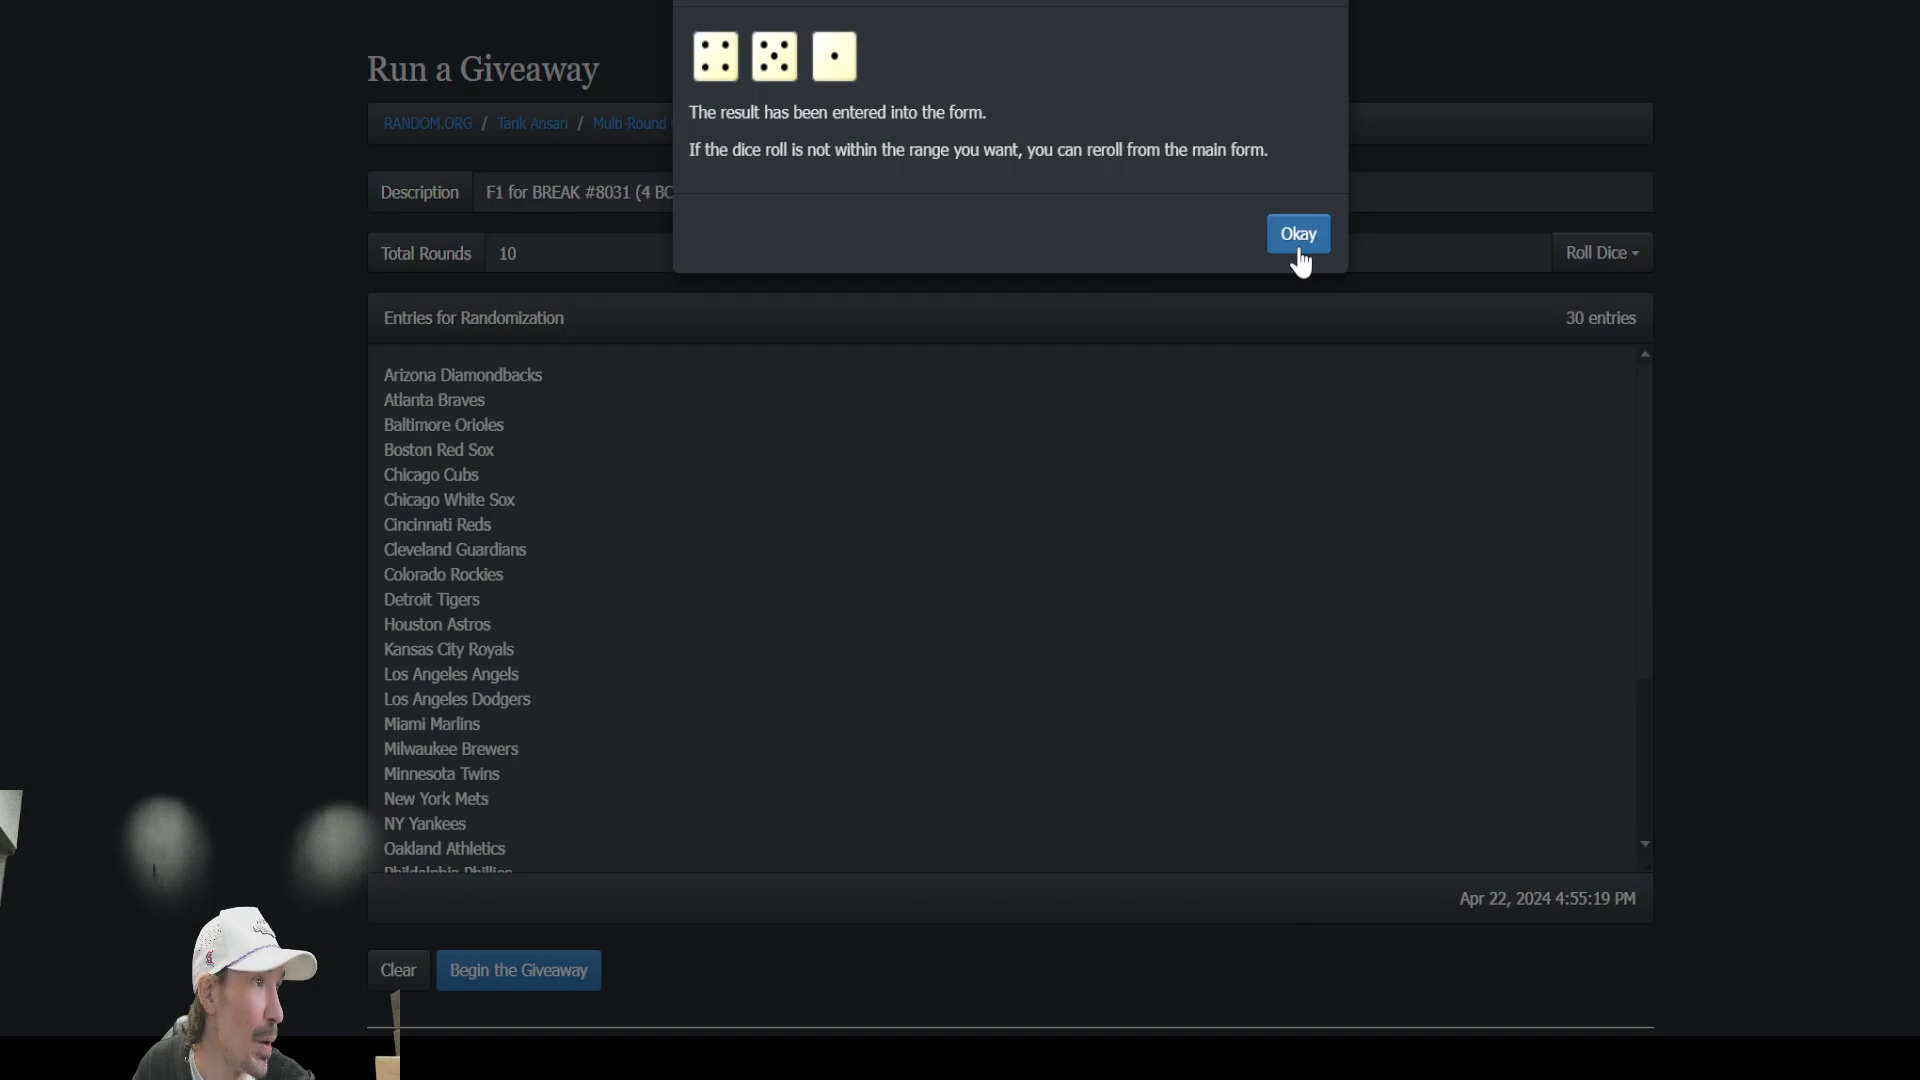 Run a Giveaway
RANDOM.ORG / Tarik Ansari / Multi-Round
Description F1 for BREAK #8031 (4 BO
Total Rounds 10
Roll Dice
The result has been entered into the form.
If the dice roll is not within the range you want, you can reroll from the main form.
Okay
Entries for Randomization
30 entries
Arizona Diamondbacks
Atlanta Braves
Baltimore Orioles
Boston Red Sox
Chicago Cubs
Chicago White Sox
Cincinnati Reds
Cleveland Guardians
Colorado Rockies
Detroit Tigers
Houston Astros
Kansas City Royals
Los Angeles Angels
Los Angeles Dodgers
Miami Marlins
Milwaukee Brewers
Minnesota Twins
New York Mets
NY Yankees
Oakland Athletics
Apr 22, 2024 4:55:19 PM
Clear
Begin the Giveaway